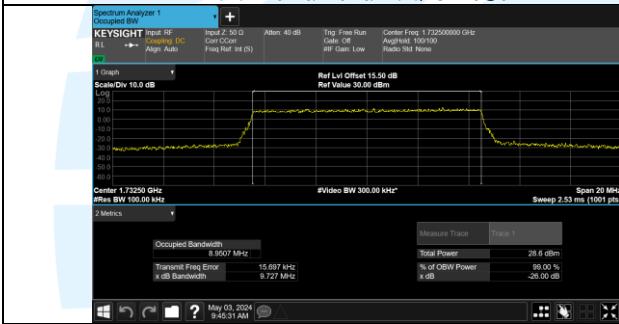 Spectrum Analyzer 1
Occupied BW
+
KEYSIGHT Input: RF Input Z: 50 Ω Atten: 40 dB Trig: Free Run Center Freq: 1.732500000 GHz
R L Coupling: DC Corr CCorr Gate: Off Avg|Hold: 100/100
Align: Auto Freq Ref: Int (S) #IF Gain: Low Radio Std: None
1 Graph
Ref Lvl Offset 15.50 dB
Scale/Div 10.0 dB Ref Value 30.00 dBm
Log
20.0
10.0
0.00
-10.0
-20.0
-30.0
-40.0
-50.0
-60.0
Center 1.73250 GHz #Video BW 300.00 kHz* Span 20 MHz
#Res BW 100.00 kHz Sweep 2.53 ms (1001 pts
2 Metrics
Measure Trace Trace 1
Occupied Bandwidth
8.9507 MHz Total Power 28.6 dBm
Transmit Freq Error 15.697 kHz % of OBW Power 99.00 %
x dB Bandwidth 9.727 MHz x dB -26.00 dB
? May 03, 2024
9:45:31 AM